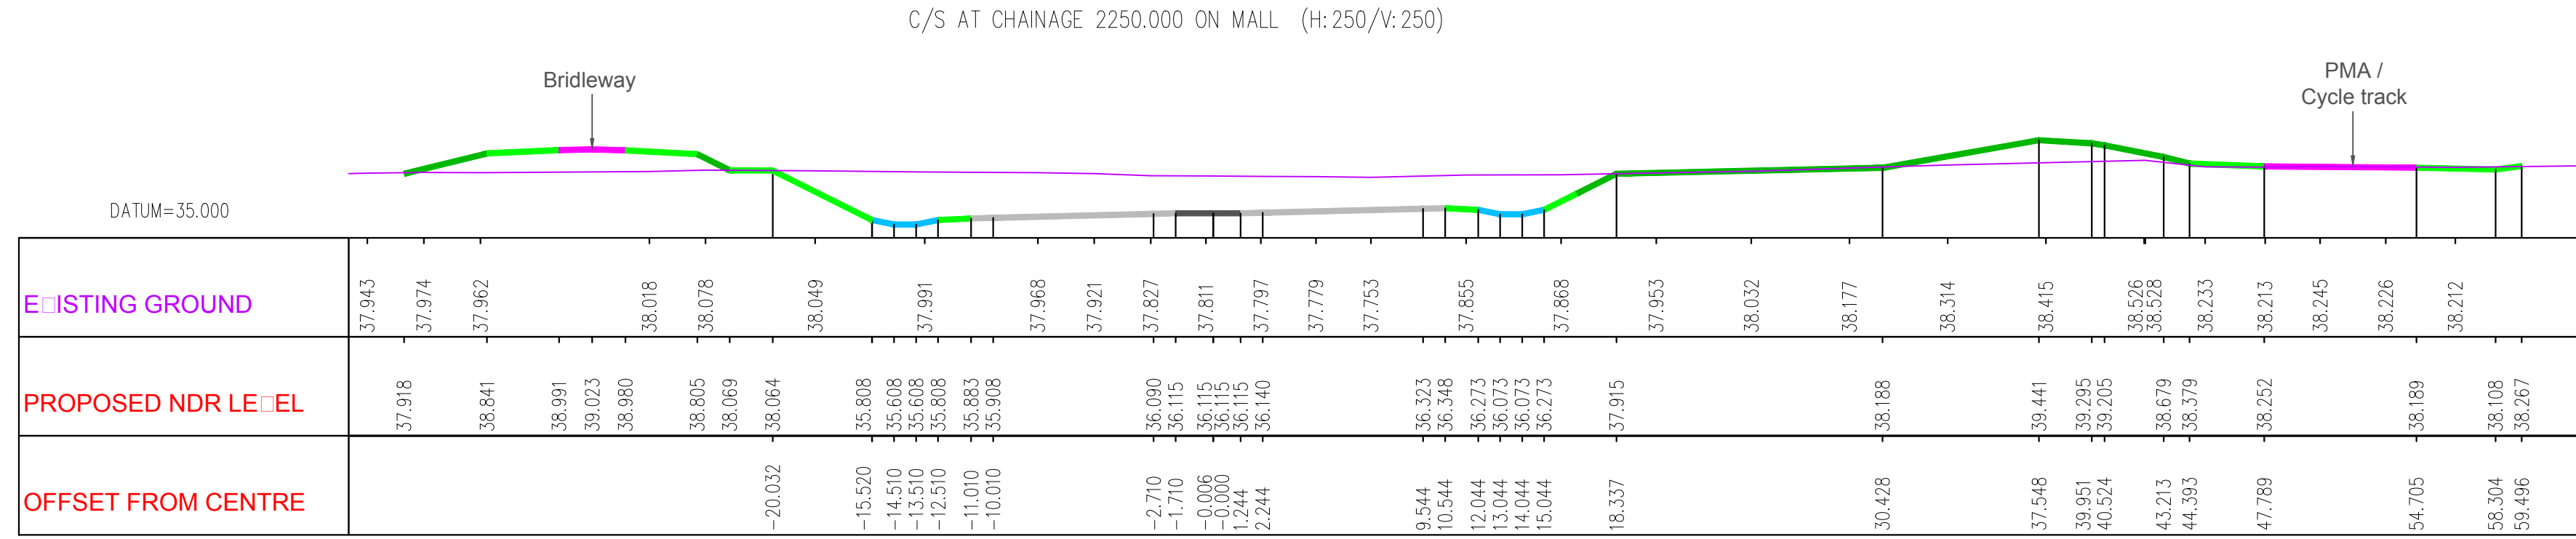 C/S AT CHAINAGE 2250.000 ON MALL (H:250/V:250)
Bridleway
PMA /
Cycle track
DATUM=35.000
E□ISTING GROUND
37.943 37.974 37.962 38.018 38.078 38.049 37.991 37.968 37.921 37.827 37.811 37.797 37.779 37.753 37.855 37.868 37.953 38.032 38.177 38.314 38.415 38.526 38.528 38.233 38.213 38.245 38.226 38.212
PROPOSED NDR LE□EL
37.918 38.841 38.991 39.023 38.980 38.805 38.069 38.064 35.808 35.608 35.608 35.808 35.883 35.908 36.090 36.115 36.115 36.115 36.115 36.140 36.323 36.348 36.273 36.073 36.073 36.273 37.915 38.188 39.441 39.295 39.205 38.679 38.379 38.252 38.189 38.108 38.267
OFFSET FROM CENTRE
-20.032 -15.520 -14.510 -13.510 -12.510 -11.010 -10.010 -2.710 -1.710 -0.006 -0.000 1.244 2.244 9.544 10.544 12.044 13.044 14.044 15.044 18.337 30.428 37.548 39.951 40.524 43.213 44.393 47.789 54.705 58.304 59.496